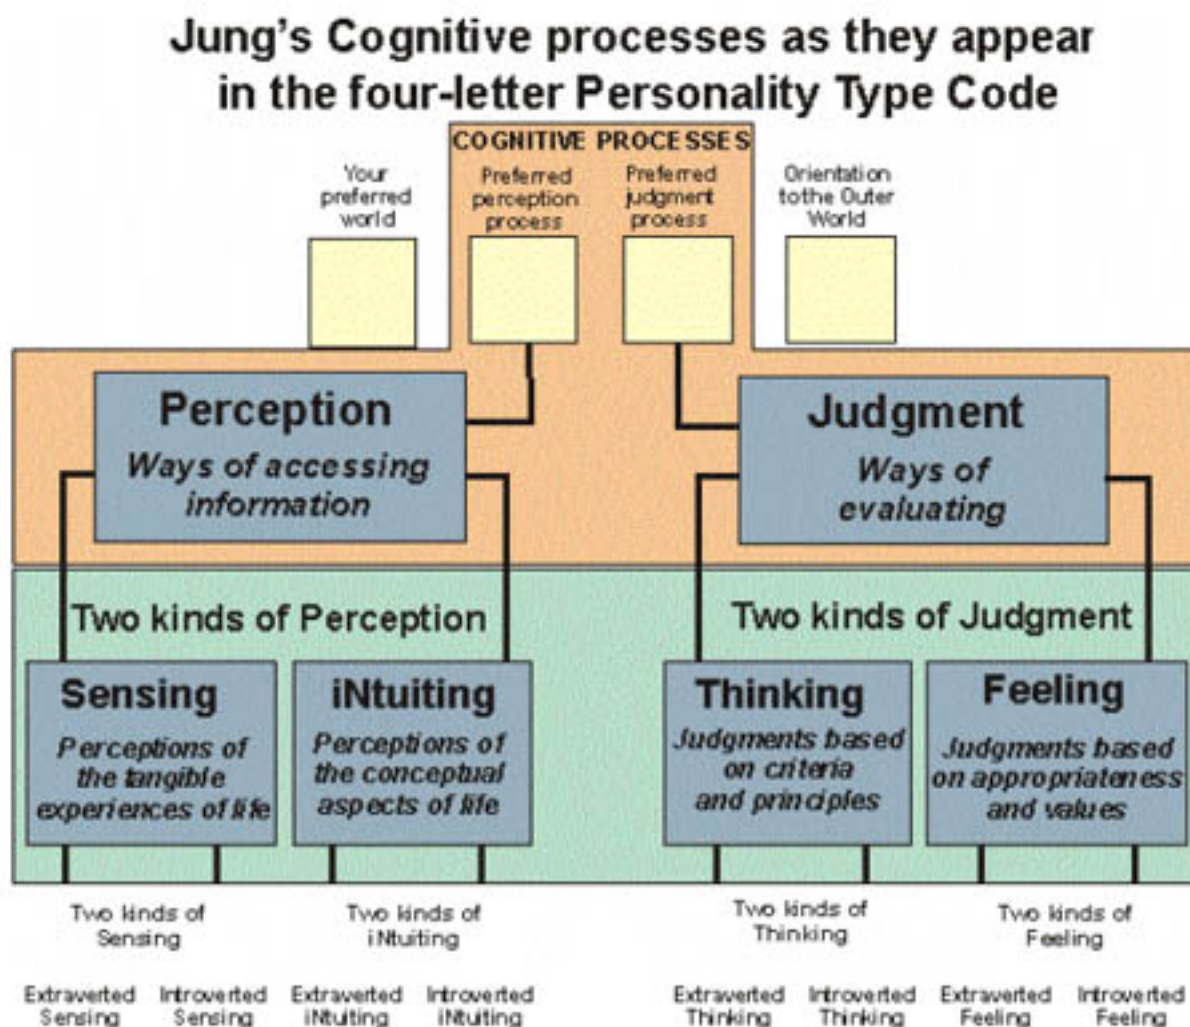 Jung's Cognitive processes as they appear
in the four-letter Personality Type Code
COGNITIVE PROCESSES
Your
preferred
world
Preferred
perception
process
Preferred
judgment
process
Orientation
tothe Outer
World
Perception
Ways of accessing
information
Judgment
Ways of
evaluating
Two kinds of Perception
Two kinds of Judgment
Sensing
Perceptions of
the tangible
experiences of life
iNtuiting
Perceptions of
the conceptual
aspects of life
Thinking
Judgments based
on criteria
and principles
Feeling
Judgments based
on appropriateness
and values
Two kinds of
Sensing
Two kinds of
iNtuiting
Two kinds of
Thinking
Two kinds of
Feeling
Extraverted
Sensing
Introverted
Sensing
Extraverted
iNtuiting
Introverted
iNtuiting
Extraverted
Thinking
Introverted
Thinking
Extraverted
Feeling
Introverted
Feeling